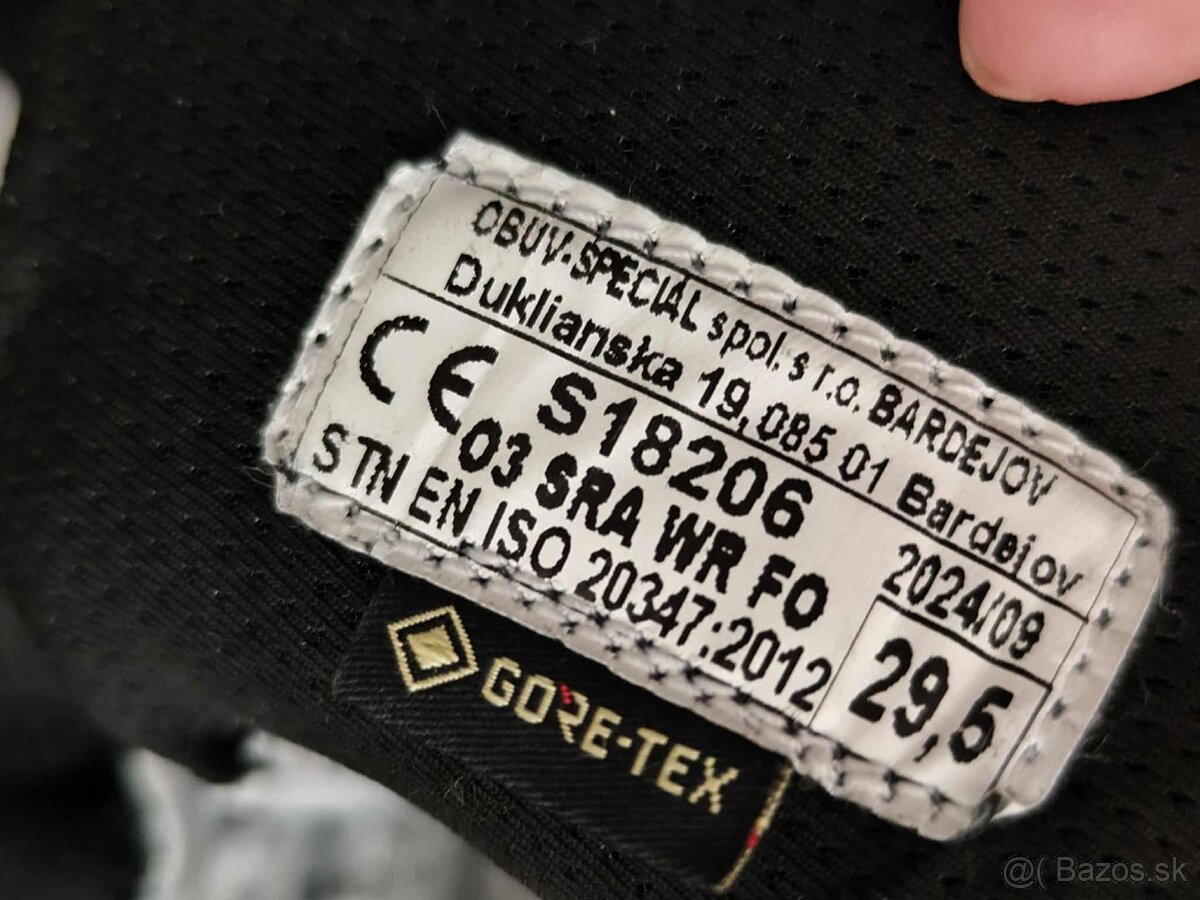 OBUV-SPECIAL spol. s r.o. BARDEJOV
Duklianska 19, 085 01 Bardejov
CE S18206 2024/09
O3 SRA WR FO
STN EN ISO 20347:2012 29,5
GORE-TEX
@( Bazos.sk